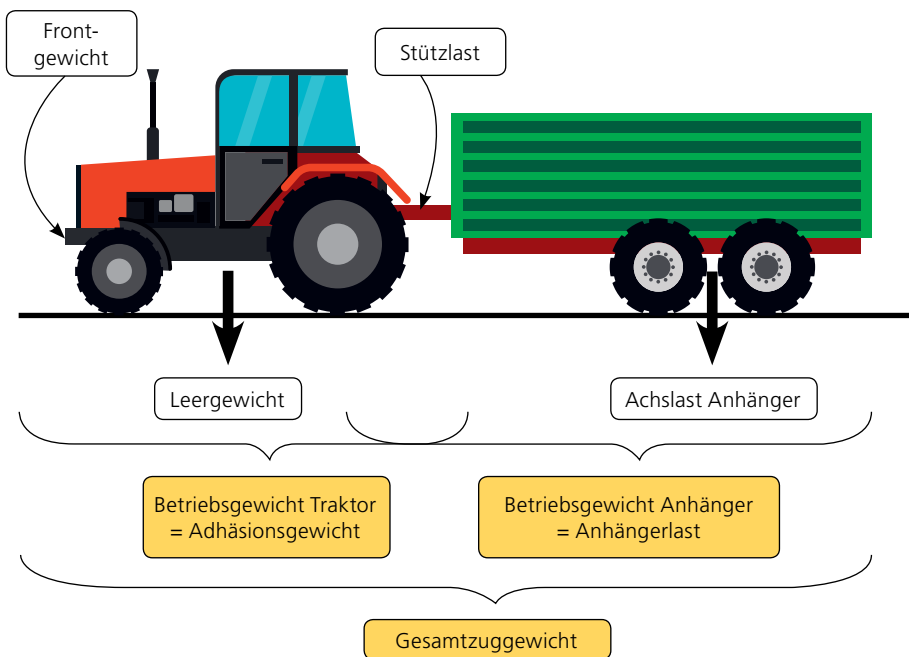 Front-
gewicht
Stützlast
Leergewicht
Achslast Anhänger
Betriebsgewicht Traktor
= Adhäsionsgewicht
Betriebsgewicht Anhänger
= Anhängerlast
Gesamtzuggewicht